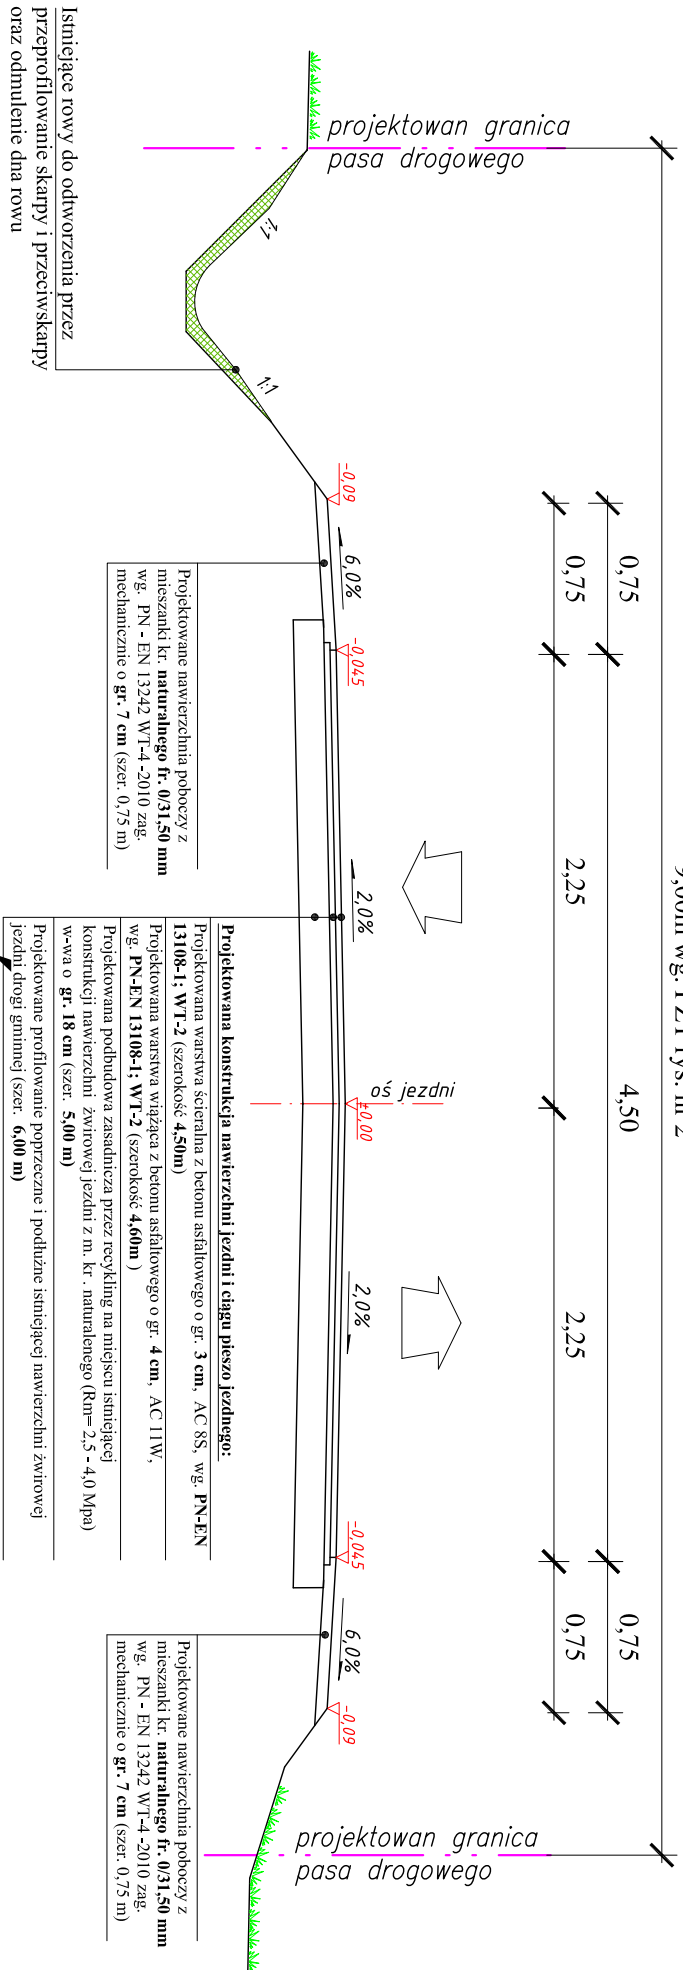 Istniejące rowy do odtworzenia przez
przeprofilowanie skarpy i przeciwskarpy
oraz odmulenie dna rowu
projektowan granica
pasa drogowego
1:1
1:1
-0,09
6,0%
-0,045
2,0%
oś jezdni
±0,00
2,0%
-0,045
6,0%
-0,09
0,75
4,50
0,75
0,75
2,25
2,25
0,75
Projektowane nawierzchnia poboczy z
mieszanki kr. naturalnego fr. 0/31,50 mm
wg. PN - EN 13242 WT-4 -2010 zag.
mechanicznie o gr. 7 cm (szer. 0,75 m)
Projektowana konstrukcja nawierzchni jezdni i ciągu pieszo jezdnego:
Projektowana warstwa ścieralna z betonu asfaltowego o gr. 3 cm, AC 8S, wg. PN-EN
13108-1; WT-2 (szerokość 4,50m)
Projektowana warstwa wiążąca z betonu asfaltowego o gr. 4 cm, AC 11W,
wg. PN-EN 13108-1; WT-2 (szerokość 4,60m )
Projektowana podbudowa zasadnicza przez recykling na miejscu istniejącej
konstrukcji nawierzchni żwirowej jezdni z m. kr . naturalenego (Rm= 2,5 - 4,0 Mpa)
w-wa o gr. 18 cm (szer. 5,00 m)
Projektowane profilowanie poprzeczne i podłużne istniejącej nawierzchni żwirowej
jezdni drogi gminnej (szer. 6,00 m)
Projektowane nawierzchnia poboczy z
mieszanki kr. naturalnego fr. 0/31,50 mm
wg. PN - EN 13242 WT-4 -2010 zag.
mechanicznie o gr. 7 cm (szer. 0,75 m)
projektowan granica
pasa drogowego